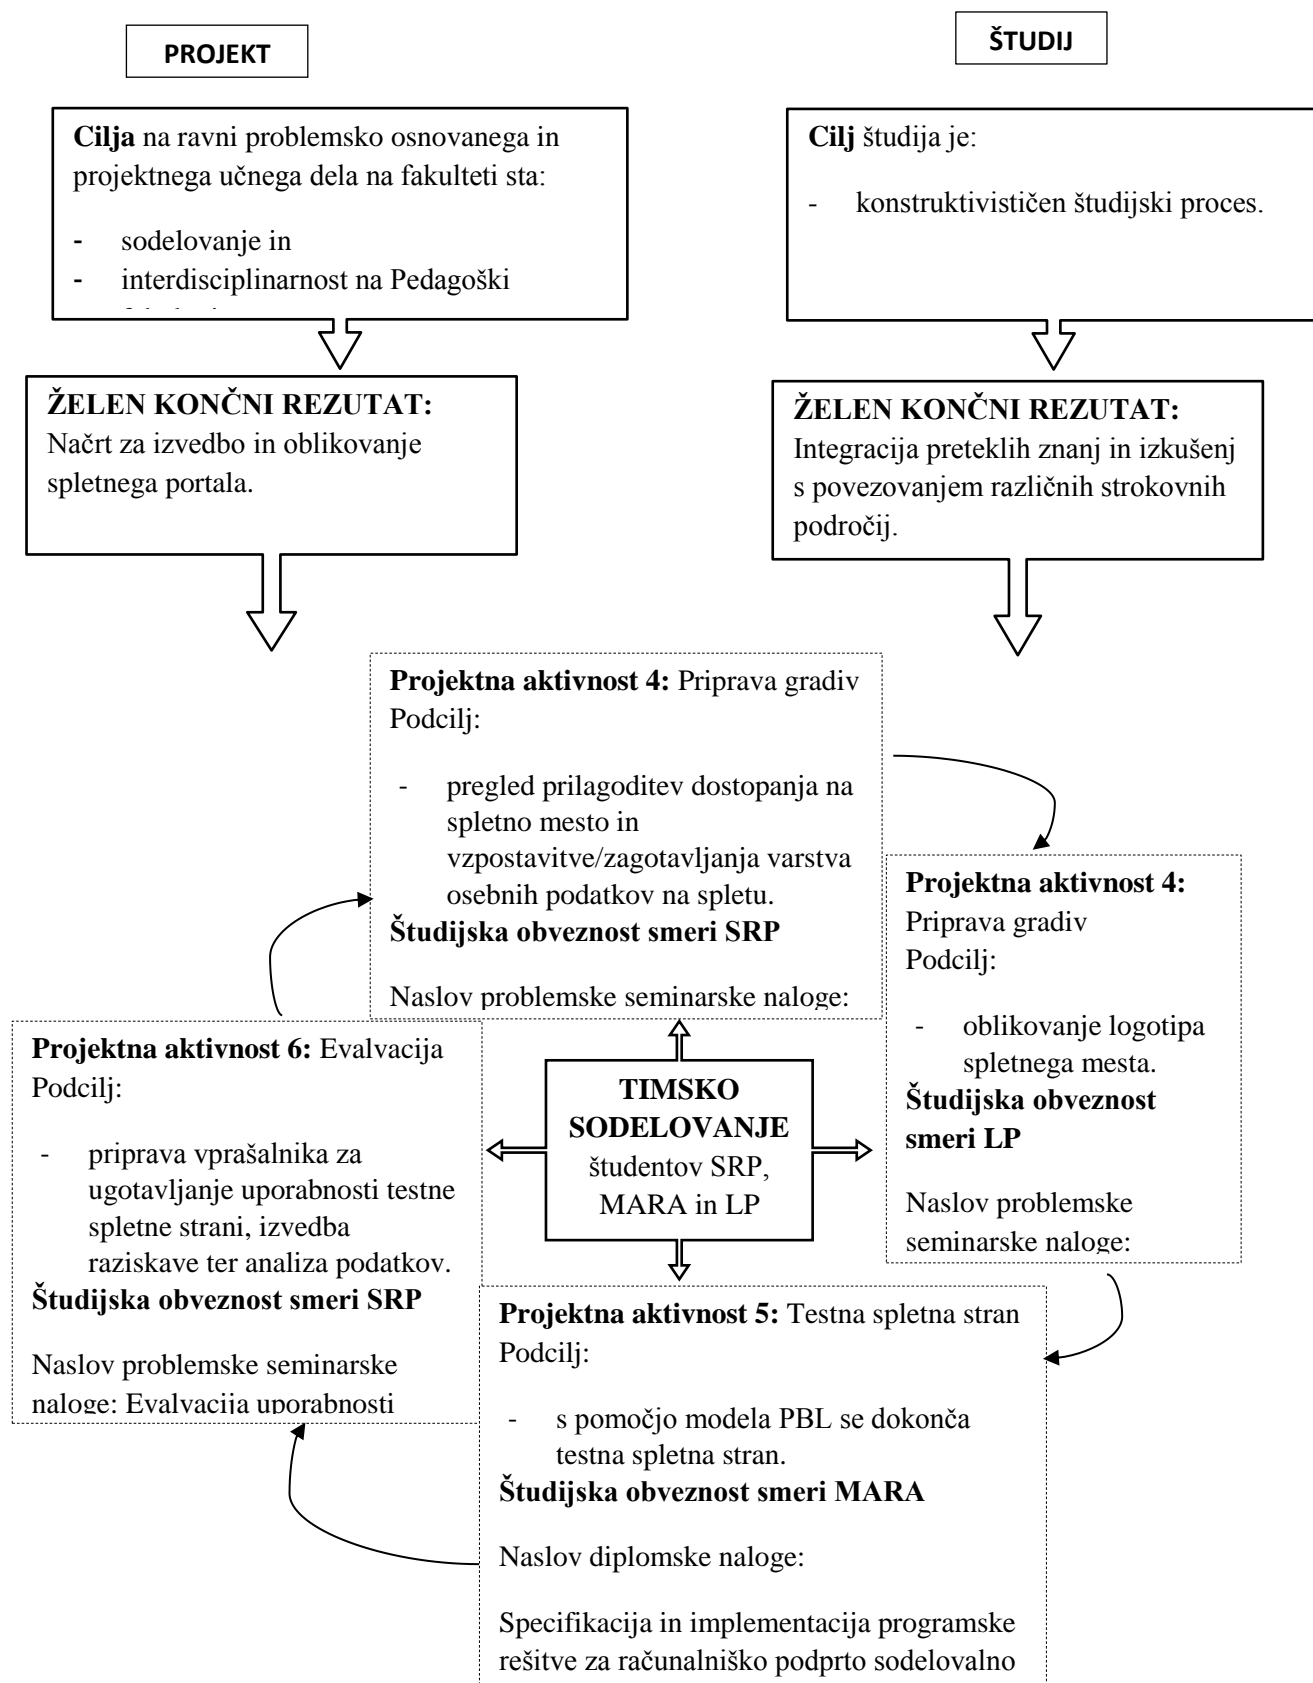 PROJEKT
ŠTUDIJ
Cilja na ravni problemsko osnovanega in
projektnega učnega dela na fakulteti sta:
- sodelovanje in
- interdisciplinarnost na Pedagoški
Cilj študija je:
- konstruktivističen študijski proces.
ŽELEN KONČNI REZUTAT:
Načrt za izvedbo in oblikovanje
spletnega portala.
ŽELEN KONČNI REZUTAT:
Integracija preteklih znanj in izkušenj
s povezovanjem različnih strokovnih
področij.
Projektna aktivnost 4: Priprava gradiv
Podcilj:
- pregled prilagoditev dostopanja na
spletno mesto in
vzpostavitve/zagotavljanja varstva
osebnih podatkov na spletu.
Študijska obveznost smeri SRP
Naslov problemske seminarske naloge:
Projektna aktivnost 4:
Priprava gradiv
Podcilj:
- oblikovanje logotipa
spletnega mesta.
Študijska obveznost
smeri LP
Naslov problemske
seminarske naloge:
Projektna aktivnost 6: Evalvacija
Podcilj:
- priprava vprašalnika za
ugotavljanje uporabnosti testne
spletne strani, izvedba
raziskave ter analiza podatkov.
Študijska obveznost smeri SRP
Naslov problemske seminarske
naloge: Evalvacija uporabnosti
TIMSKO
SODELOVANJE
študentov SRP,
MARA in LP
Projektna aktivnost 5: Testna spletna stran
Podcilj:
- s pomočjo modela PBL se dokonča
testna spletna stran.
Študijska obveznost smeri MARA
Naslov diplomske naloge:
Specifikacija in implementacija programske
rešitve za računalniško podprto sodelovalno